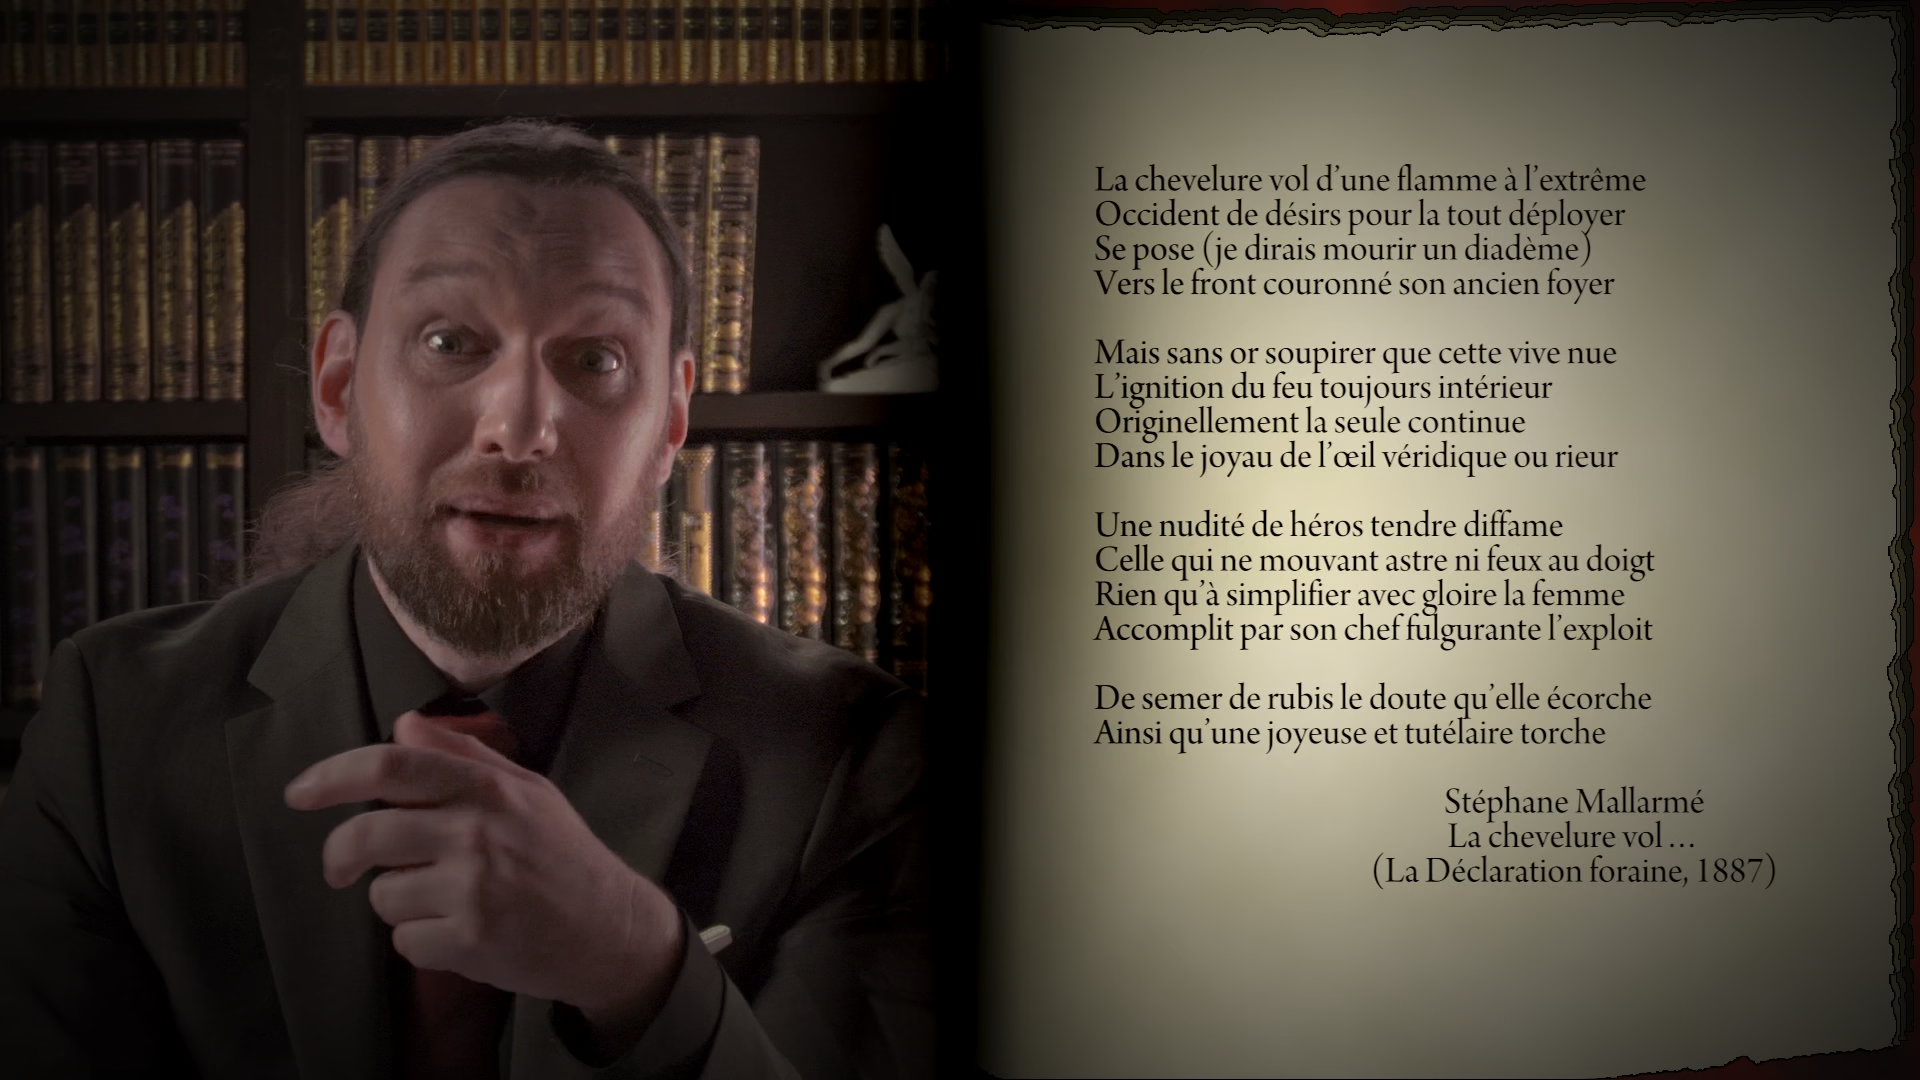 La chevelure vol d’une flamme à l’extrême
Occident de désirs pour la tout déployer
Se pose (je dirais mourir un diadème)
Vers le front couronné son ancien foyer
Mais sans or soupirer que cette vive nue
L’ignition du feu toujours intérieur
Originellement la seule continue
Dans le joyau de l’œil véridique ou rieur
Une nudité de héros tendre diffame
Celle qui ne mouvant astre ni feux au doigt
Rien qu’à simplifier avec gloire la femme
Accomplit par son chef fulgurante l’exploit
De semer de rubis le doute qu’elle écorche
Ainsi qu’une joyeuse et tutélaire torche
Stéphane Mallarmé
La chevelure vol…
(La Déclaration foraine, 1887)